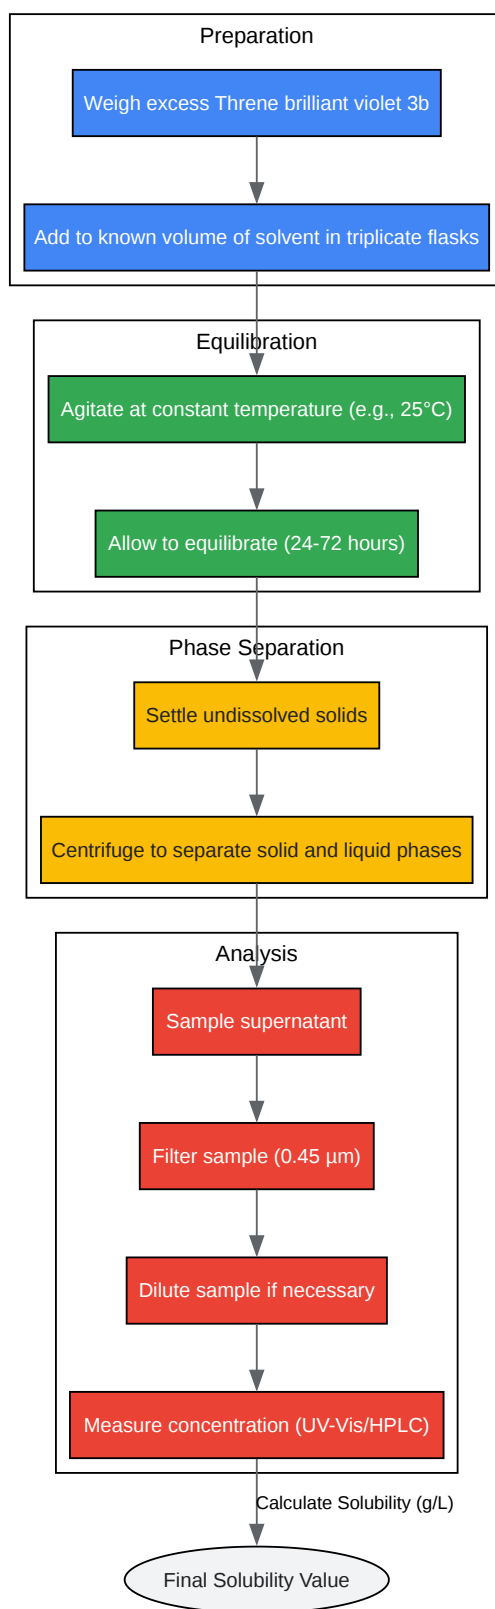 Preparation
Weigh excess Threne brilliant violet 3b
Add to known volume of solvent in triplicate flasks
Equilibration
Agitate at constant temperature (e.g., 25°C)
Allow to equilibrate (24-72 hours)
Phase Separation
Settle undissolved solids
Centrifuge to separate solid and liquid phases
Analysis
Sample supernatant
Filter sample (0.45 µm)
Dilute sample if necessary
Measure concentration (UV-Vis/HPLC)
Calculate Solubility (g/L)
Final Solubility Value